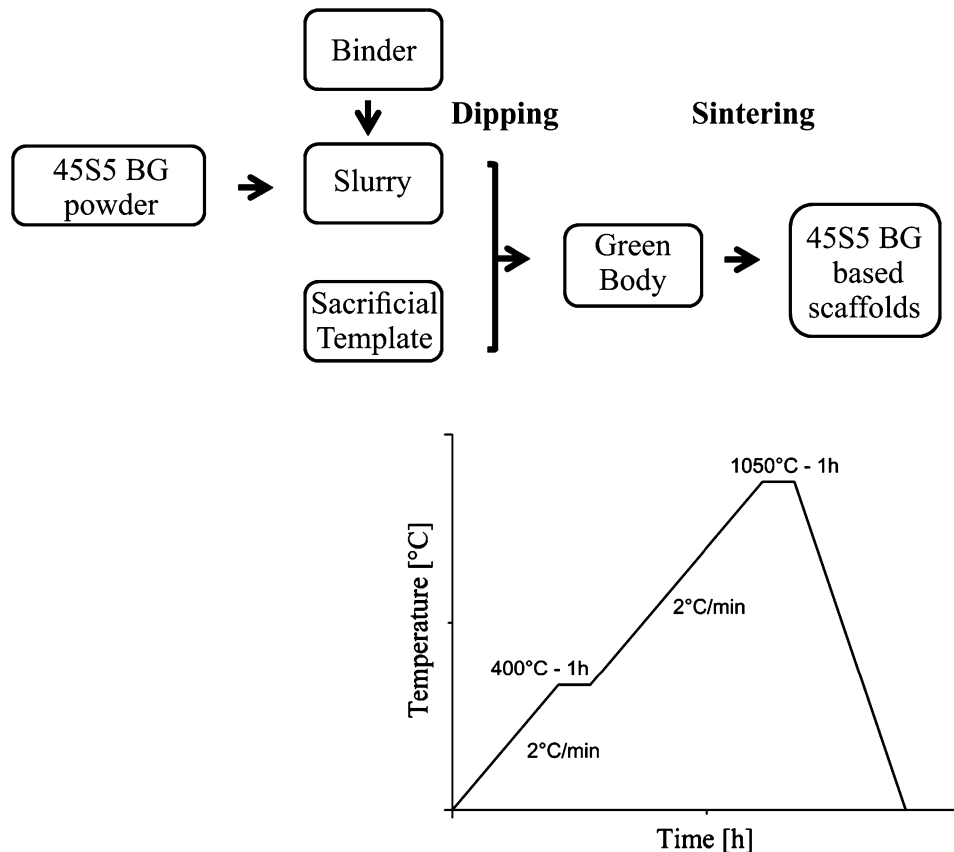 Binder
Dipping
Sintering
45S5 BG
powder
Slurry
Sacrificial
Template
Green
Body
45S5 BG
based
scaffolds
Temperature [°C]
1050°C - 1h
2°C/min
400°C - 1h
2°C/min
Time [h]